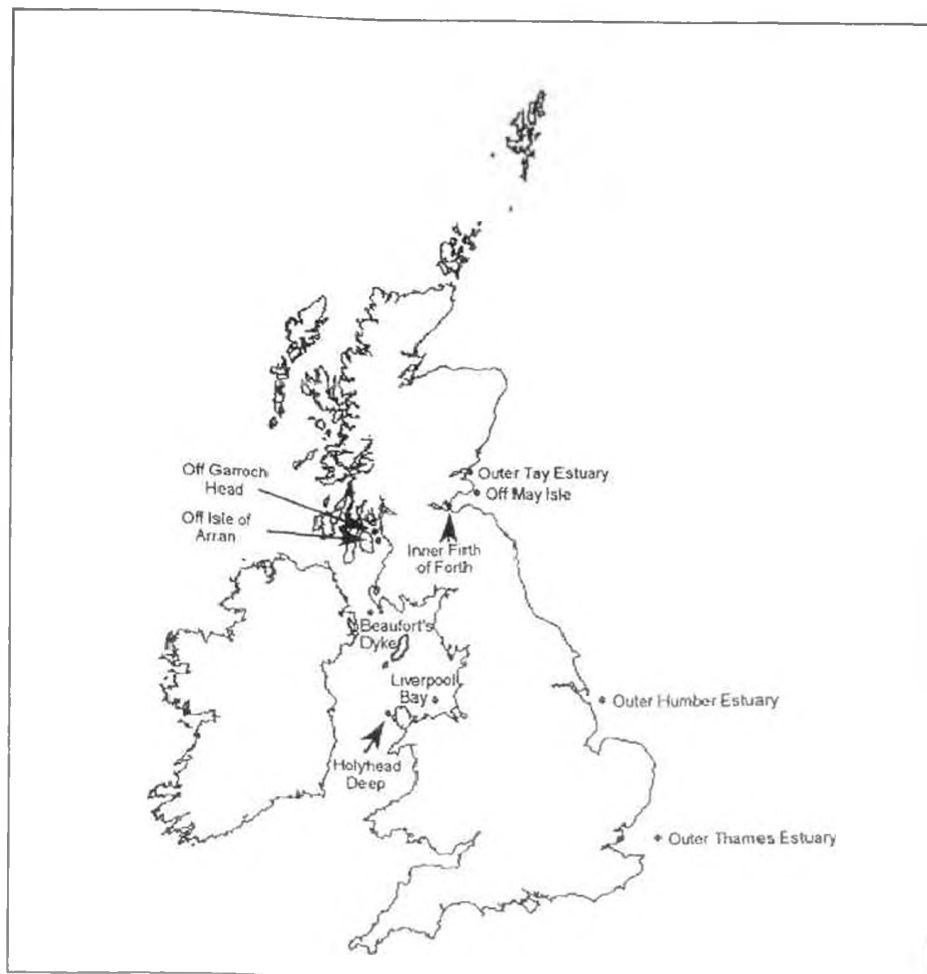 Off Garroch
Head
Off Isle of
Arran
Outer Tay Estuary
Off May Isle
Inner Firth
of Forth
Beaufort's
Dyke
Liverpool
Bay
Outer Humber Estuary
Holyhead
Deep
Outer Thames Estuary